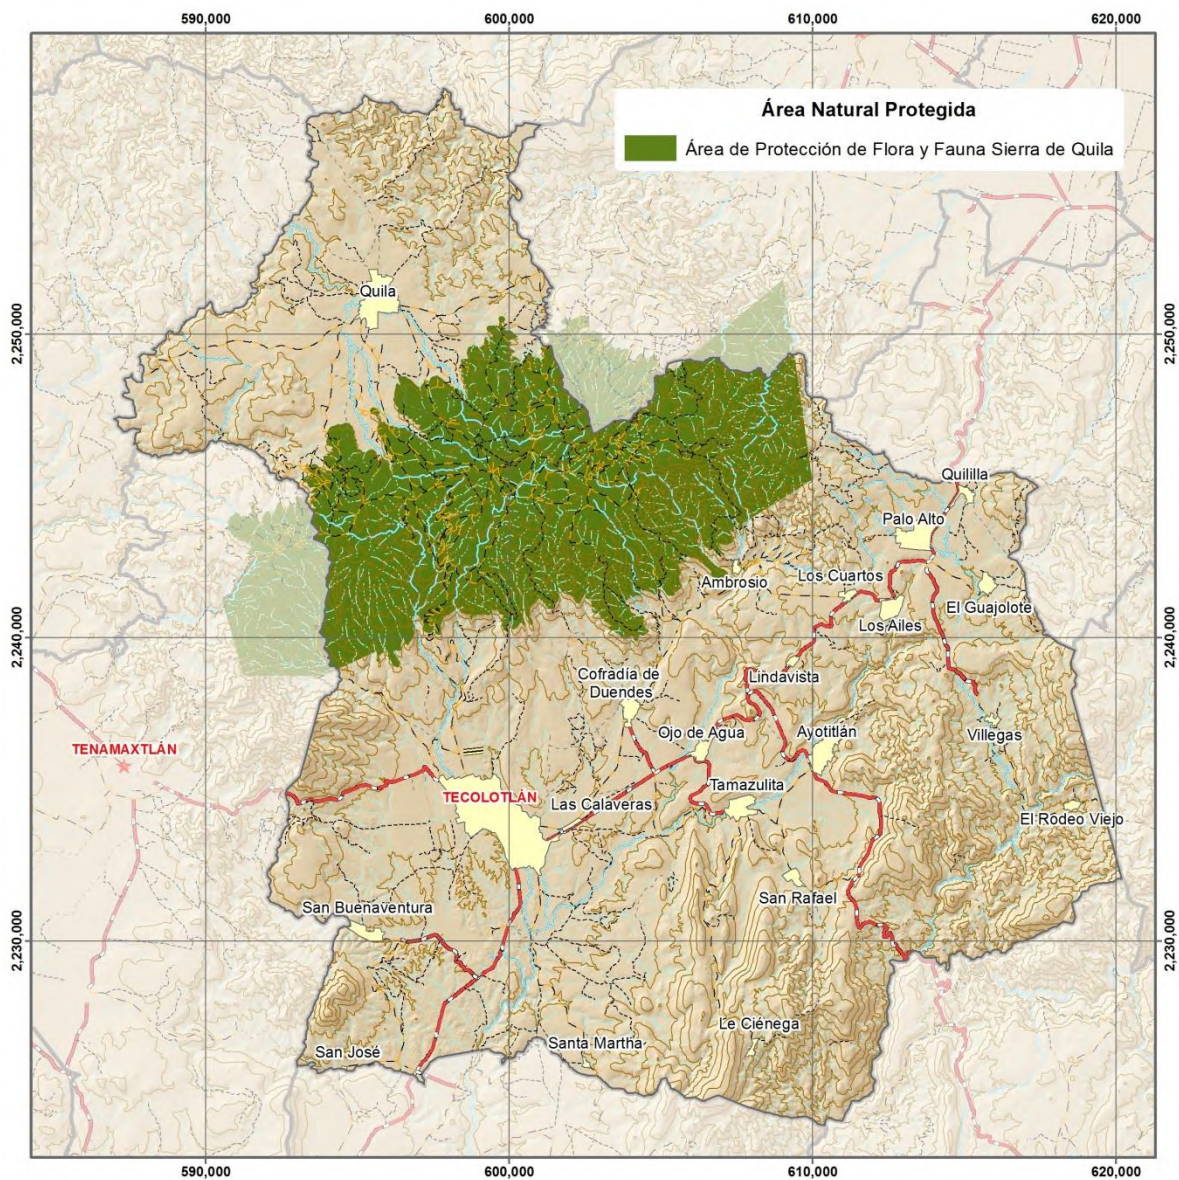 590,000
600,000
610,000
620,000
Área Natural Protegida
Área de Protección de Flora y Fauna Sierra de Quila
Quila
2,250,000
2,250,000
Quililla
Palo Alto
Ambrosio
Los Cuartos
El Guajolote
Los Ailes
2,240,000
2,240,000
Cofradía de
Duendes
Lindavista
Ojo de Agua
Ayotitlán
Villegas
TENAMAXTLÁN
Tamazulita
TECOLOTLÁN
Las Calaveras
El Rodeo Viejo
San Rafael
San Buenaventura
2,230,000
2,230,000
Le Ciénega
Santa Martha
San José
590,000
600,000
610,000
620,000